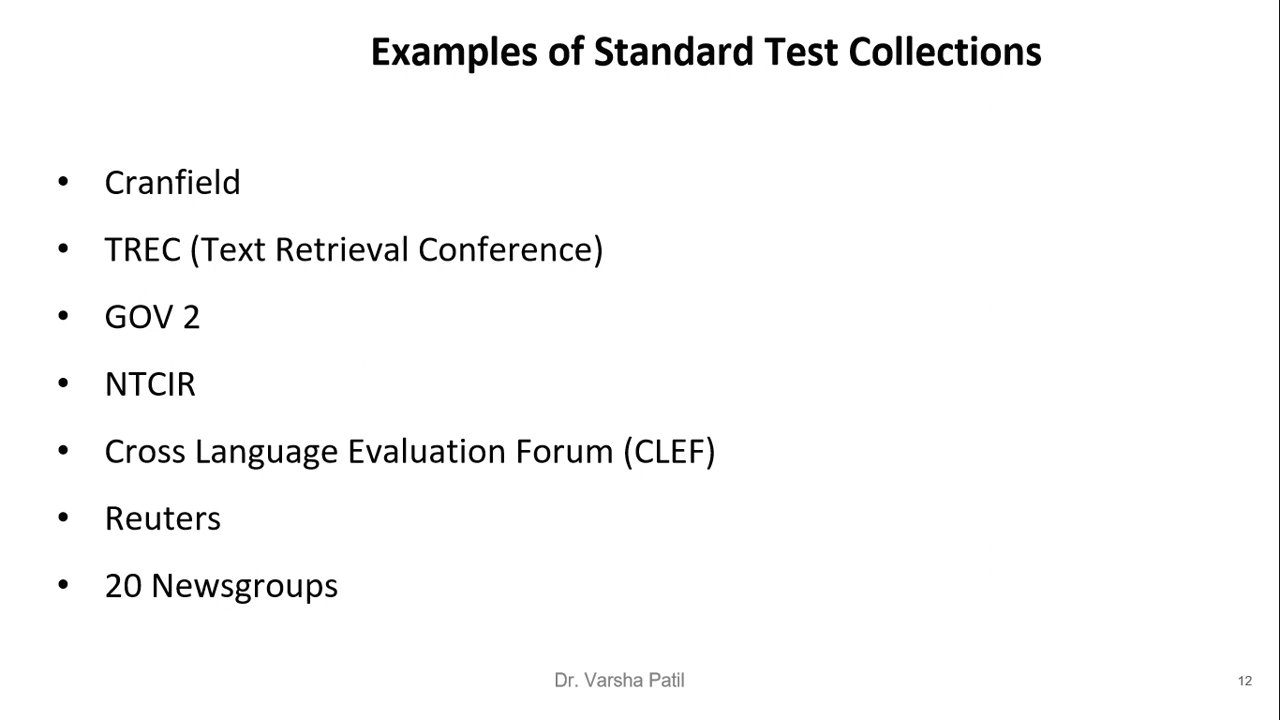 Examples of Standard Test Collections
• Cranfield
• TREC (Text Retrieval Conference)
• GOV 2
• NTCIR
• Cross Language Evaluation Forum (CLEF)
• Reuters
• 20 Newsgroups
Dr. Varsha Patil
12